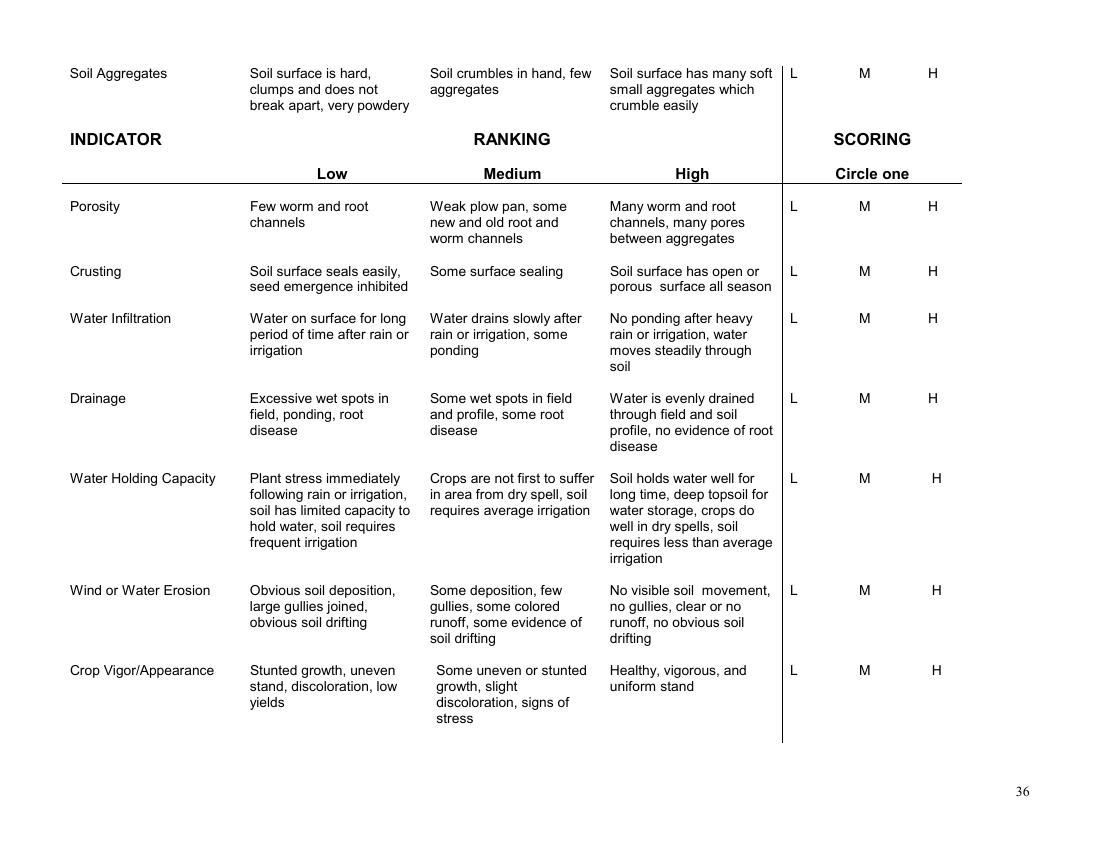 Soil Aggregates Soil surface is hard, Soil crumbles in hand, few Soil surface has many soft L M H
clumps and does not aggregates small aggregates which
break apart, very powdery crumble easily
INDICATOR RANKING SCORING
Low Medium High Circle one
Porosity Few worm and root Weak plow pan, some Many worm and root L M H
channels new and old root and channels, many pores
worm channels between aggregates
Crusting Soil surface seals easily, Some surface sealing Soil surface has open or L M H
seed emergence inhibited porous surface all season
Water Infiltration Water on surface for long Water drains slowly after No ponding after heavy L M H
period of time after rain or rain or irrigation, some rain or irrigation, water
irrigation ponding moves steadily through
soil
Drainage Excessive wet spots in Some wet spots in field Water is evenly drained L M H
field, ponding, root and profile, some root through field and soil
disease disease profile, no evidence of root
disease
Water Holding Capacity Plant stress immediately Crops are not first to suffer Soil holds water well for L M H
following rain or irrigation, in area from dry spell, soil long time, deep topsoil for
soil has limited capacity to requires average irrigation water storage, crops do
hold water, soil requires well in dry spells, soil
frequent irrigation requires less than average
irrigation
Wind or Water Erosion Obvious soil deposition, Some deposition, few No visible soil movement, L M H
large gullies joined, gullies, some colored no gullies, clear or no
obvious soil drifting runoff, some evidence of runoff, no obvious soil
soil drifting drifting
Crop Vigor/Appearance Stunted growth, uneven Some uneven or stunted Healthy, vigorous, and L M H
stand, discoloration, low growth, slight uniform stand
yields discoloration, signs of
stress
36